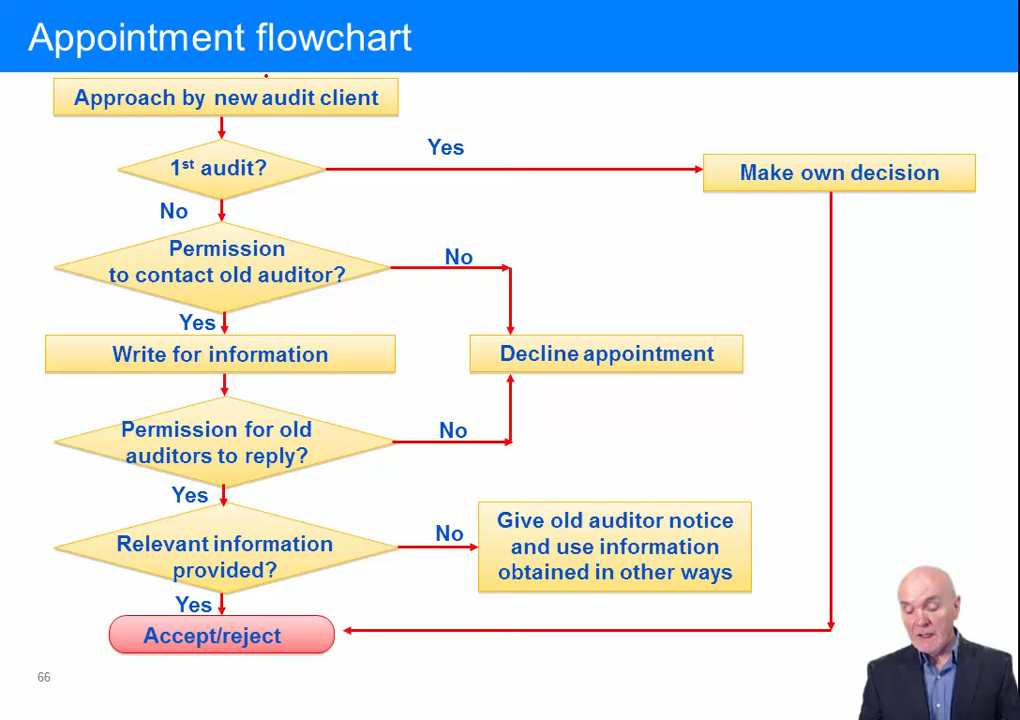 Appointment flowchart
Approach by new audit client
Yes
1st audit?
Make own decision
No
Permission
to contact old auditor?
No
Yes
Write for information
Decline appointment
Permission for old
auditors to reply?
No
Yes
Relevant information
provided?
No
Give old auditor notice
and use information
obtained in other ways
Yes
Accept/reject
66